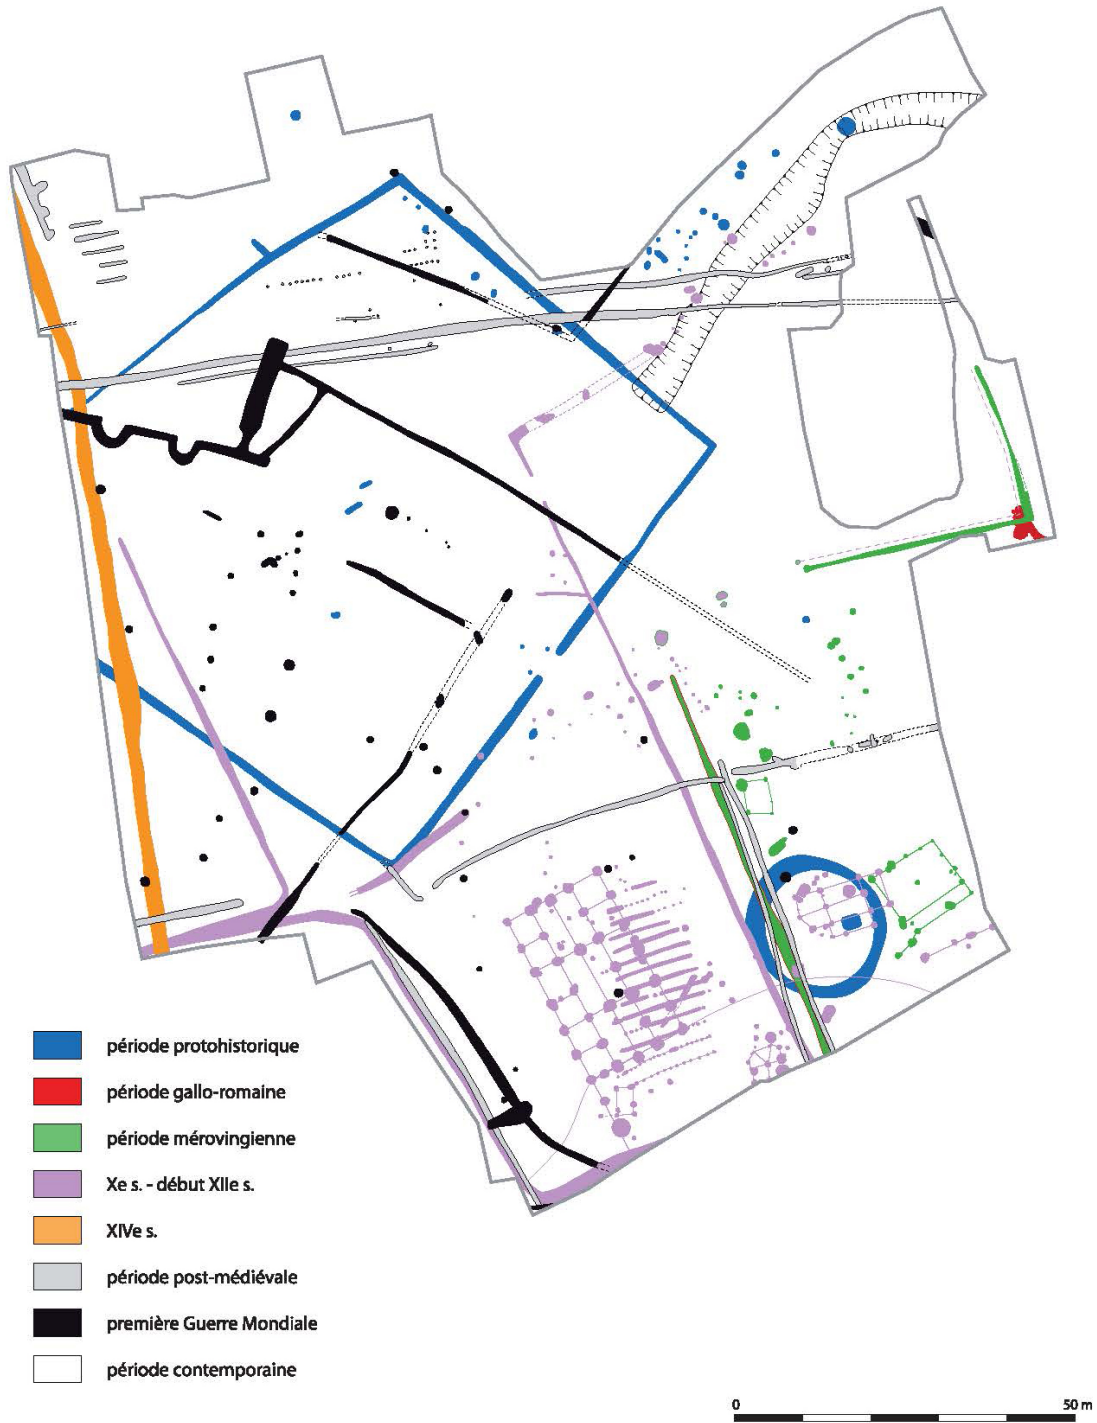 période protohistorique
période gallo-romaine
période mérovingienne
Xe s. - début XIIe s.
XIVe s.
période post-médiévale
première Guerre Mondiale
période contemporaine
0 50 m